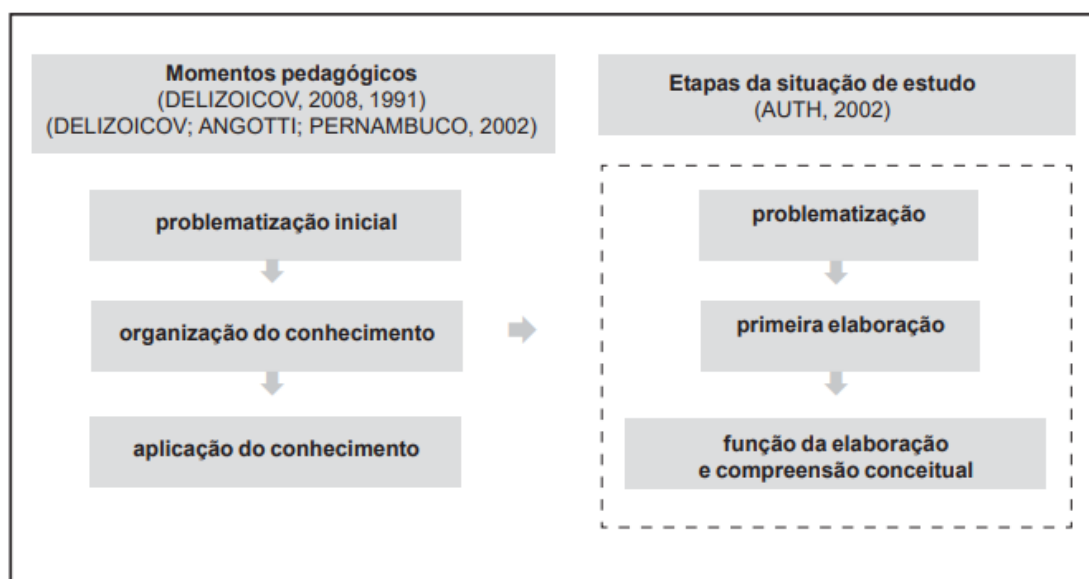 Momentos pedagógicos
(DELIZOICOV, 2008, 1991)
(DELIZOICOV; ANGOTTI; PERNAMBUCO, 2002)
problematização inicial
organização do conhecimento
aplicação do conhecimento
Etapas da situação de estudo
(AUTH, 2002)
problematização
primeira elaboração
função da elaboração
e compreensão conceitual